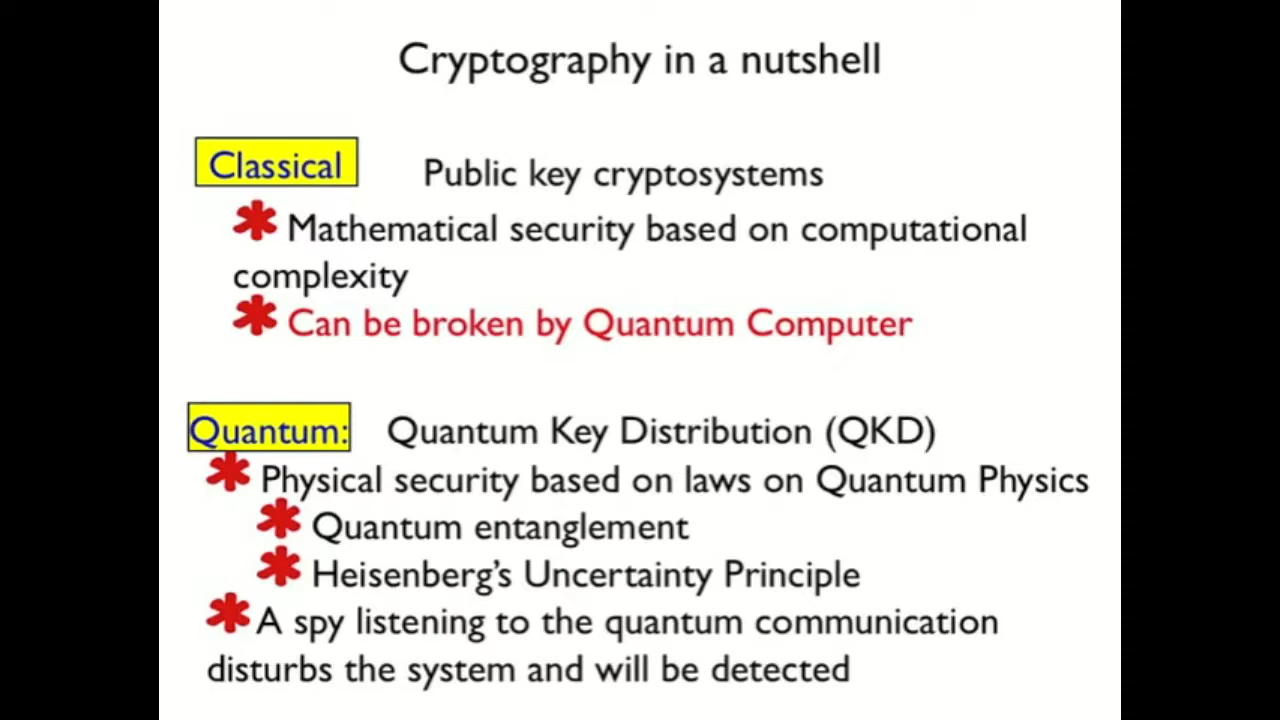 Cryptography in a nutshell
Classical Public key cryptosystems
* Mathematical security based on computational
complexity
* Can be broken by Quantum Computer
Quantum: Quantum Key Distribution (QKD)
* Physical security based on laws on Quantum Physics
* Quantum entanglement
* Heisenberg’s Uncertainty Principle
* A spy listening to the quantum communication
disturbs the system and will be detected